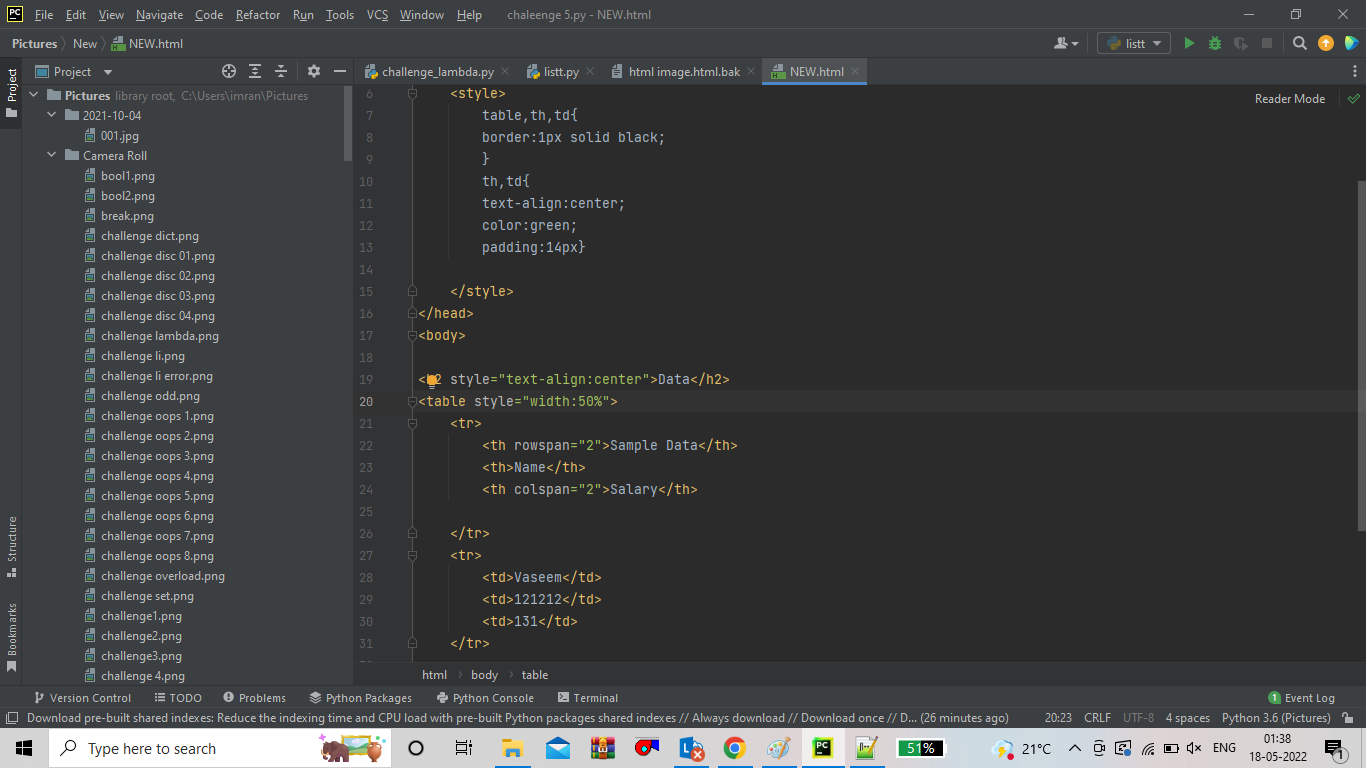 PC File Edit View Navigate Code Refactor Run Tools VCS Window Help chaleenge 5.py - NEW.html
Pictures New NEW.html listt
Project
challenge_lambda.py listt.py html image.html.bak NEW.html
Project
Structure
Bookmarks
Pictures library root, C:\Users\imran\Pictures
2021-10-04
001.jpg
Camera Roll
bool1.png
bool2.png
break.png
challenge dict.png
challenge disc 01.png
challenge disc 02.png
challenge disc 03.png
challenge disc 04.png
challenge lambda.png
challenge li.png
challenge li error.png
challenge odd.png
challenge oops 1.png
challenge oops 2.png
challenge oops 3.png
challenge oops 4.png
challenge oops 5.png
challenge oops 6.png
challenge oops 7.png
challenge oops 8.png
challenge overload.png
challenge set.png
challenge1.png
challenge2.png
challenge3.png
challenge 4.png
Reader Mode
6 <style>
7 table,th,td{
8 border:1px solid black;
9 }
10 th,td{
11 text-align:center;
12 color:green;
13 padding:14px}
14
15 </style>
16 </head>
17 <body>
18
19 <h2 style="text-align:center">Data</h2>
20 <table style="width:50%">
21 <tr>
22 <th rowspan="2">Sample Data</th>
23 <th>Name</th>
24 <th colspan="2">Salary</th>
25
26 </tr>
27 <tr>
28 <td>Vaseem</td>
29 <td>121212</td>
30 <td>131</td>
31 </tr>
html body table
Version Control TODO Problems Python Packages Python Console Terminal 1 Event Log
Download pre-built shared indexes: Reduce the indexing time and CPU load with pre-built Python packages shared indexes // Always download // Download once // D... (26 minutes ago) 20:23 CRLF UTF-8 4 spaces Python 3.6 (Pictures)
Type here to search PC 51% 21°C ENG 01:38
18-05-2022 1